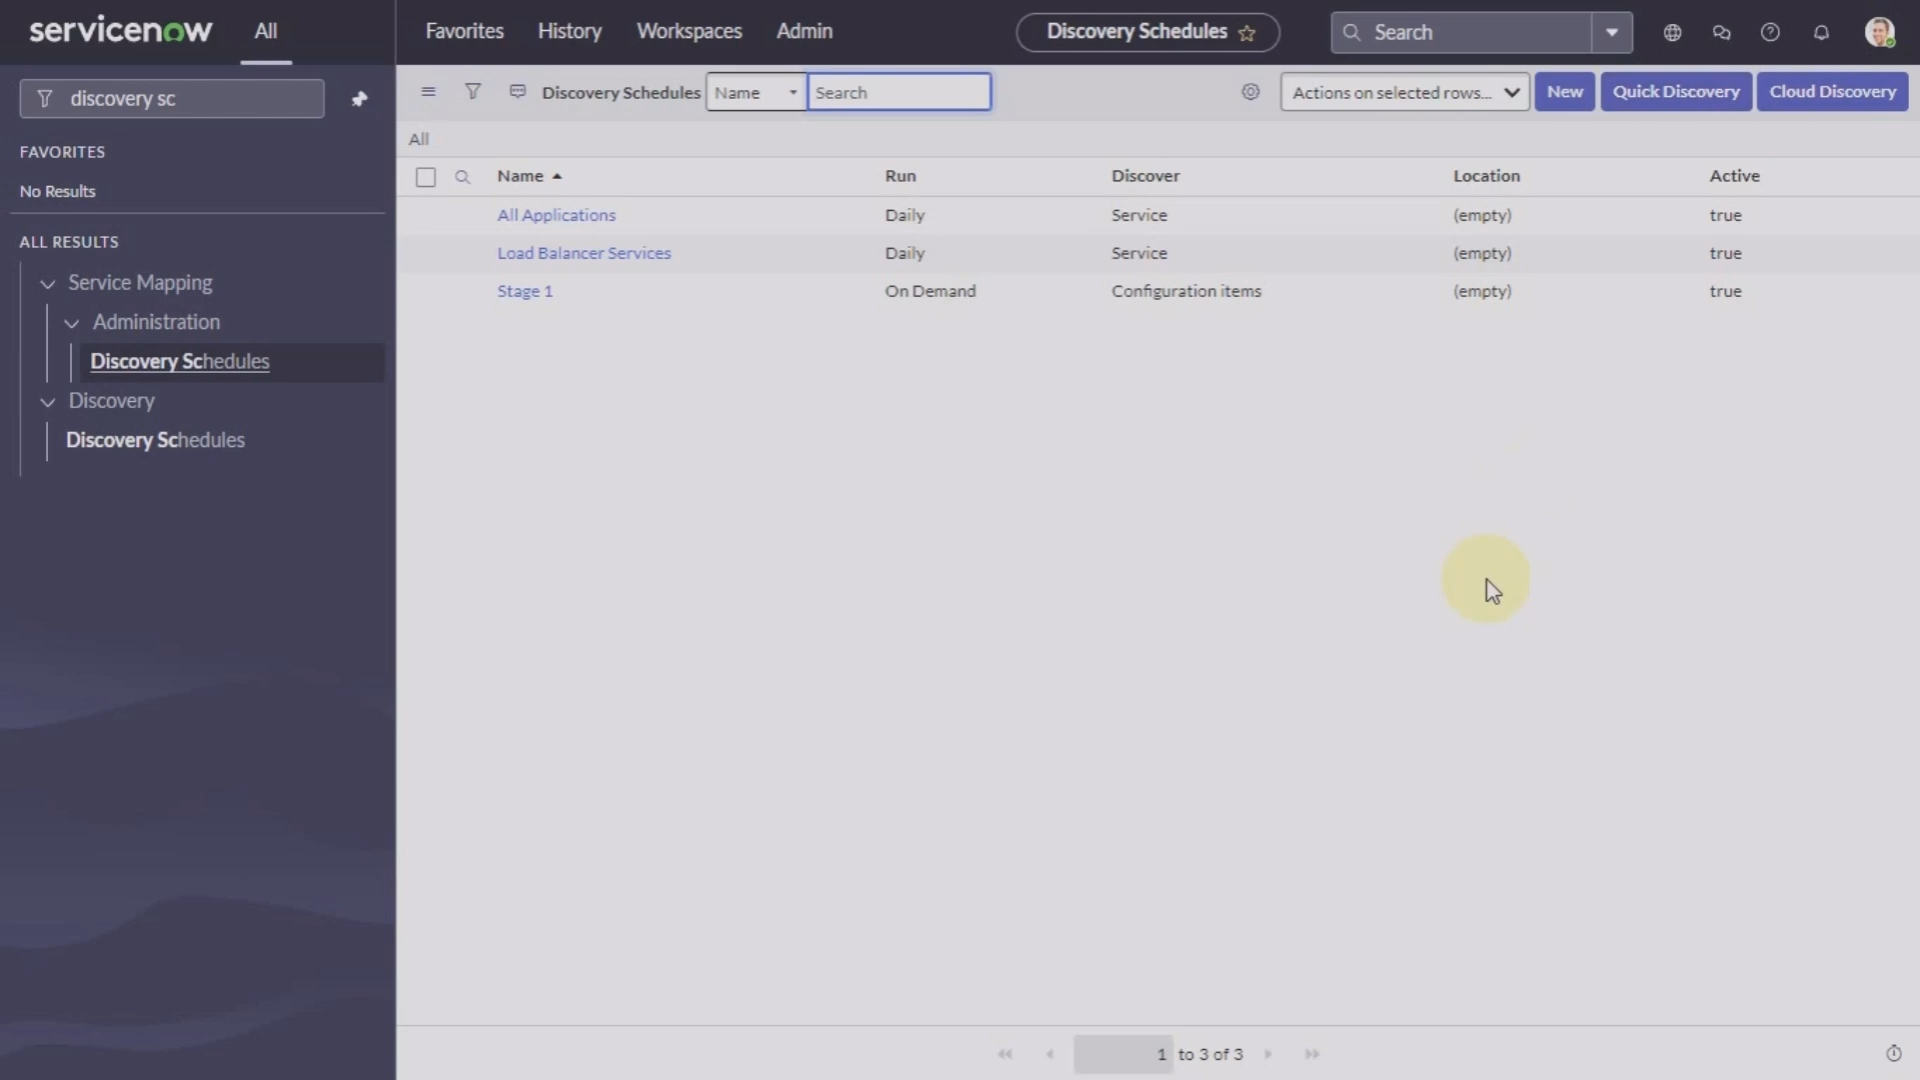 servicenow All Favorites History Workspaces Admin Discovery Schedules Search
discovery sc
FAVORITES
No Results
ALL RESULTS
Service Mapping
Administration
Discovery Schedules
Discovery
Discovery Schedules
Discovery Schedules Name Search Actions on selected rows... New Quick Discovery Cloud Discovery
All
Name Run Discover Location Active
All Applications Daily Service (empty) true
Load Balancer Services Daily Service (empty) true
Stage 1 On Demand Configuration items (empty) true
1 to 3 of 3